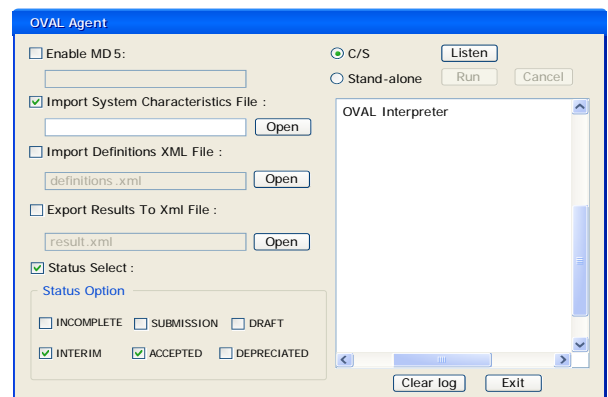 OVAL Agent
Enable MD5:
Import System Characteristics File :
Open
Import Definitions XML File :
definitions.xml
Open
Export Results To Xml File :
result.xml
Open
Status Select :
Status Option
INCOMPLETE SUBMISSION DRAFT
INTERIM ACCEPTED DEPRECIATED
C/S Listen
Stand-alone Run Cancel
OVAL Interpreter
Clear log Exit